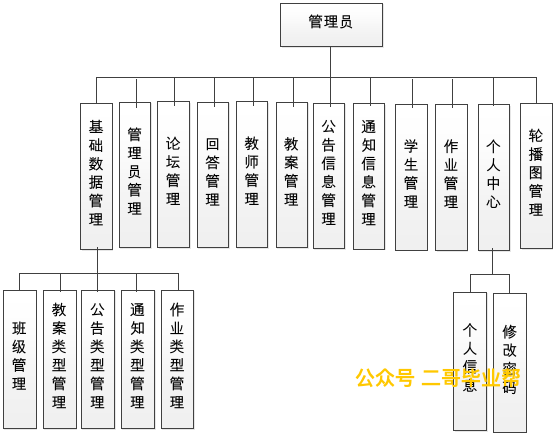 管理员
基础数据管理
管理员管理
论坛管理
回答管理
教师管理
教案管理
公告信息管理
通知信息管理
学生管理
作业管理
个人中心
轮播图管理
班级管理
教案类型管理
公告类型管理
通知类型管理
作业类型管理
个人信息
修改密码
公众号 二哥毕业帮